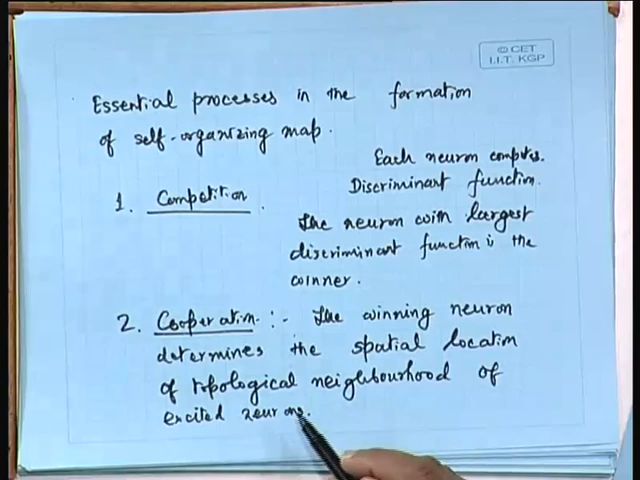 © CET
I.I.T. KGP
Essential processes in the formation
of self-organizing map.
Each neuron computes.
Discriminant function.
1. Competition.
The neuron with largest
discriminant function is the
winner.
2. Cooperation :- The winning neuron
determines the spatial location
of topological neighbourhood of
excited neurons.